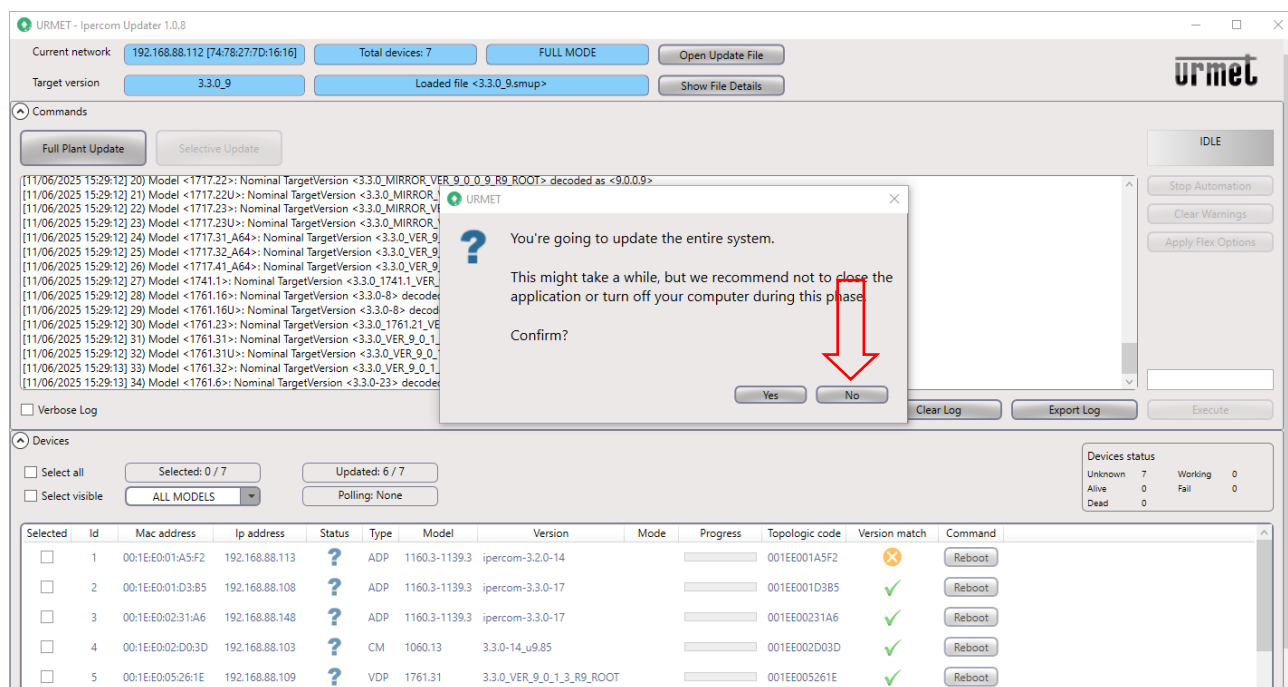 URMET - Ipercom Updater 1.0.8
Current network 192.168.88.112 [74:78:27:7D:16:16] Total devices: 7 FULL MODE Open Update File
urmet
Target version 3.3.0_9 Loaded file <3.3.0_9.smup> Show File Details
Commands
Full Plant Update Selective Update IDLE
[11/06/2025 15:29:12] 20) Model <1717.22>: Nominal TargetVersion <3.3.0_MIRROR_VER_9_0_0_9_R9_ROOT> decoded as <9.0.0.9>
[11/06/2025 15:29:12] 21) Model <1717.22U>: Nominal TargetVersion <3.3.0_MIRROR_
[11/06/2025 15:29:12] 22) Model <1717.23>: Nominal TargetVersion <3.3.0_MIRROR_VE
[11/06/2025 15:29:12] 23) Model <1717.23U>: Nominal TargetVersion <3.3.0_MIRROR_
[11/06/2025 15:29:12] 24) Model <1717.31_A64>: Nominal TargetVersion <3.3.0_VER_9_
[11/06/2025 15:29:12] 25) Model <1717.32_A64>: Nominal TargetVersion <3.3.0_VER_9_
[11/06/2025 15:29:12] 26) Model <1717.41_A64>: Nominal TargetVersion <3.3.0_VER_9_
[11/06/2025 15:29:12] 27) Model <1741.1>: Nominal TargetVersion <3.3.0_1741.1_VER_
[11/06/2025 15:29:12] 28) Model <1761.16>: Nominal TargetVersion <3.3.0-8> decoded
[11/06/2025 15:29:12] 29) Model <1761.16U>: Nominal TargetVersion <3.3.0-8> decod
[11/06/2025 15:29:12] 30) Model <1761.23>: Nominal TargetVersion <3.3.0_1761.21_VE
[11/06/2025 15:29:12] 31) Model <1761.31>: Nominal TargetVersion <3.3.0_VER_9_0_1_
[11/06/2025 15:29:12] 32) Model <1761.31U>: Nominal TargetVersion <3.3.0_VER_9_0_
[11/06/2025 15:29:13] 33) Model <1761.32>: Nominal TargetVersion <3.3.0_VER_9_0_1_
[11/06/2025 15:29:13] 34) Model <1761.6>: Nominal TargetVersion <3.3.0-23> decoded
URMET
You're going to update the entire system.
This might take a while, but we recommend not to close the
application or turn off your computer during this phase.
Confirm?
Yes No
Stop Automation
Clear Warnings
Apply Flex Options
Verbose Log Clear Log Export Log Execute
Devices
Select all Selected: 0 / 7 Updated: 6 / 7
Select visible ALL MODELS Polling: None
Devices status
Unknown 7 Working 0
Alive 0 Fail 0
Dead 0
Selected Id Mac address Ip address Status Type Model Version Mode Progress Topologic code Version match Command
1 00:1E:E0:01:A5:F2 192.168.88.113 ? ADP 1160.3-1139.3 ipercom-3.2.0-14 001EE001A5F2 Reboot
2 00:1E:E0:01:D3:B5 192.168.88.108 ? ADP 1160.3-1139.3 ipercom-3.3.0-17 001EE001D3B5 Reboot
3 00:1E:E0:02:31:A6 192.168.88.148 ? ADP 1160.3-1139.3 ipercom-3.3.0-17 001EE00231A6 Reboot
4 00:1E:E0:02:D0:3D 192.168.88.103 ? CM 1060.13 3.3.0-14_u9.85 001EE002D03D Reboot
5 00:1E:E0:05:26:1E 192.168.88.109 ? VDP 1761.31 3.3.0_VER_9_0_1_3_R9_ROOT 001EE005261E Reboot